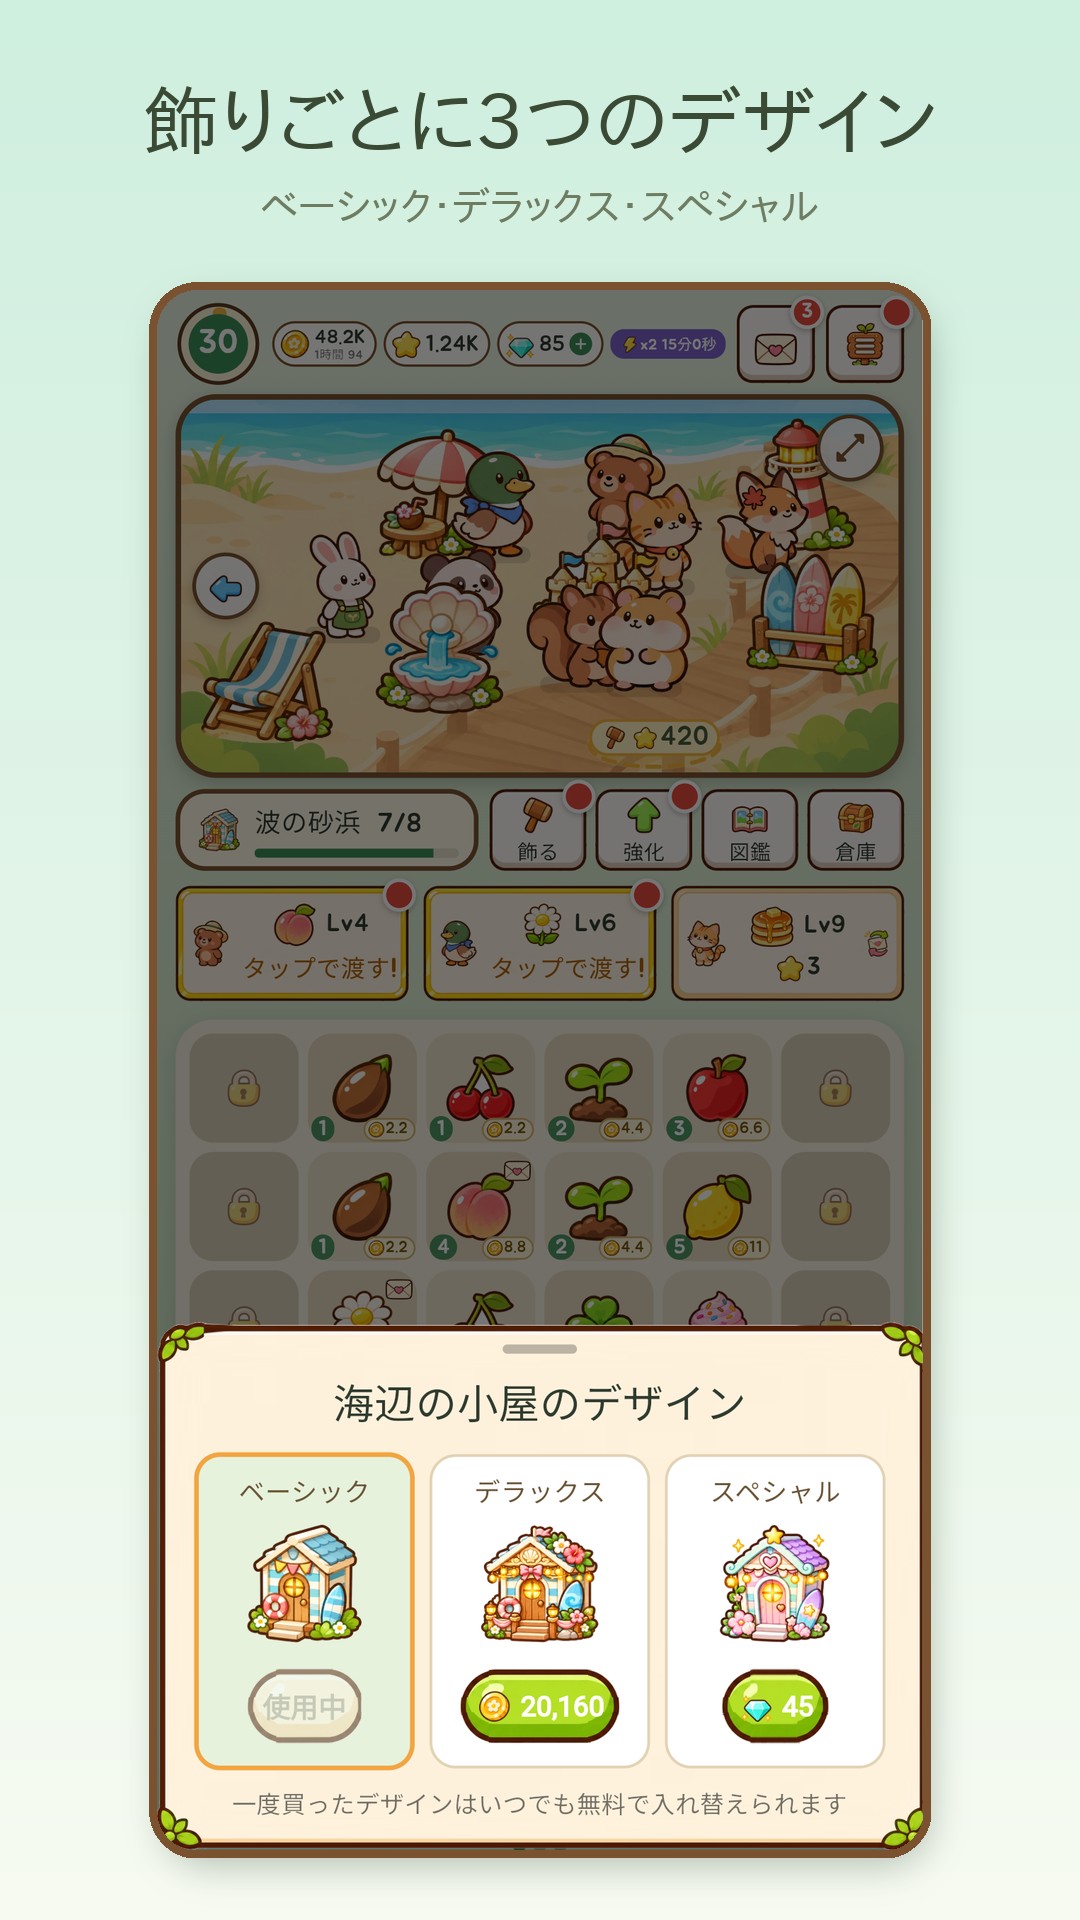 飾りごとに3つのデザイン
ベーシック・デラックス・スペシャル
30
48.2K
1時間 94
1.24K
85
x2 15分0秒
3
420
波の砂浜 7/8
飾る
強化
図鑑
倉庫
Lv4
タップで渡す!
Lv6
タップで渡す!
Lv9
3
1 2.2
1 2.2
2 4.4
3 6.6
1 2.2
4 8.8
2 4.4
5 11
海辺の小屋のデザイン
ベーシック
デラックス
スペシャル
使用中
20,160
45
一度買ったデザインはいつでも無料で入れ替えられます